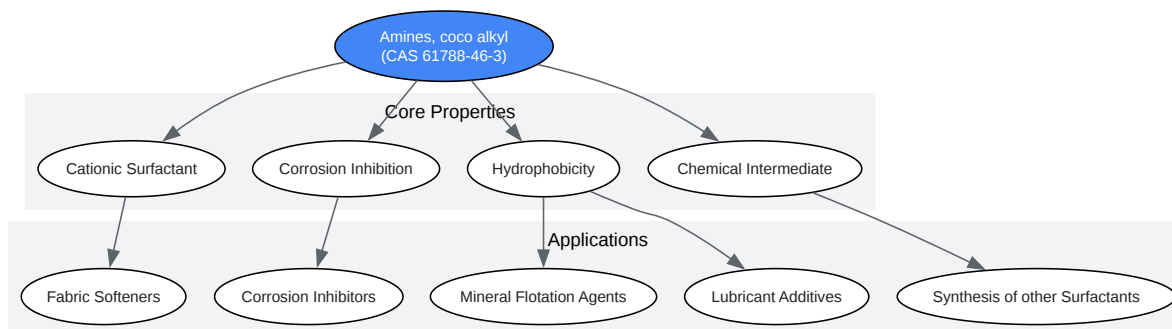 Amines, coco alkyl
(CAS 61788-46-3)
Core Properties
Cationic Surfactant
Corrosion Inhibition
Hydrophobicity
Chemical Intermediate
Applications
Fabric Softeners
Corrosion Inhibitors
Mineral Flotation Agents
Lubricant Additives
Synthesis of other Surfactants